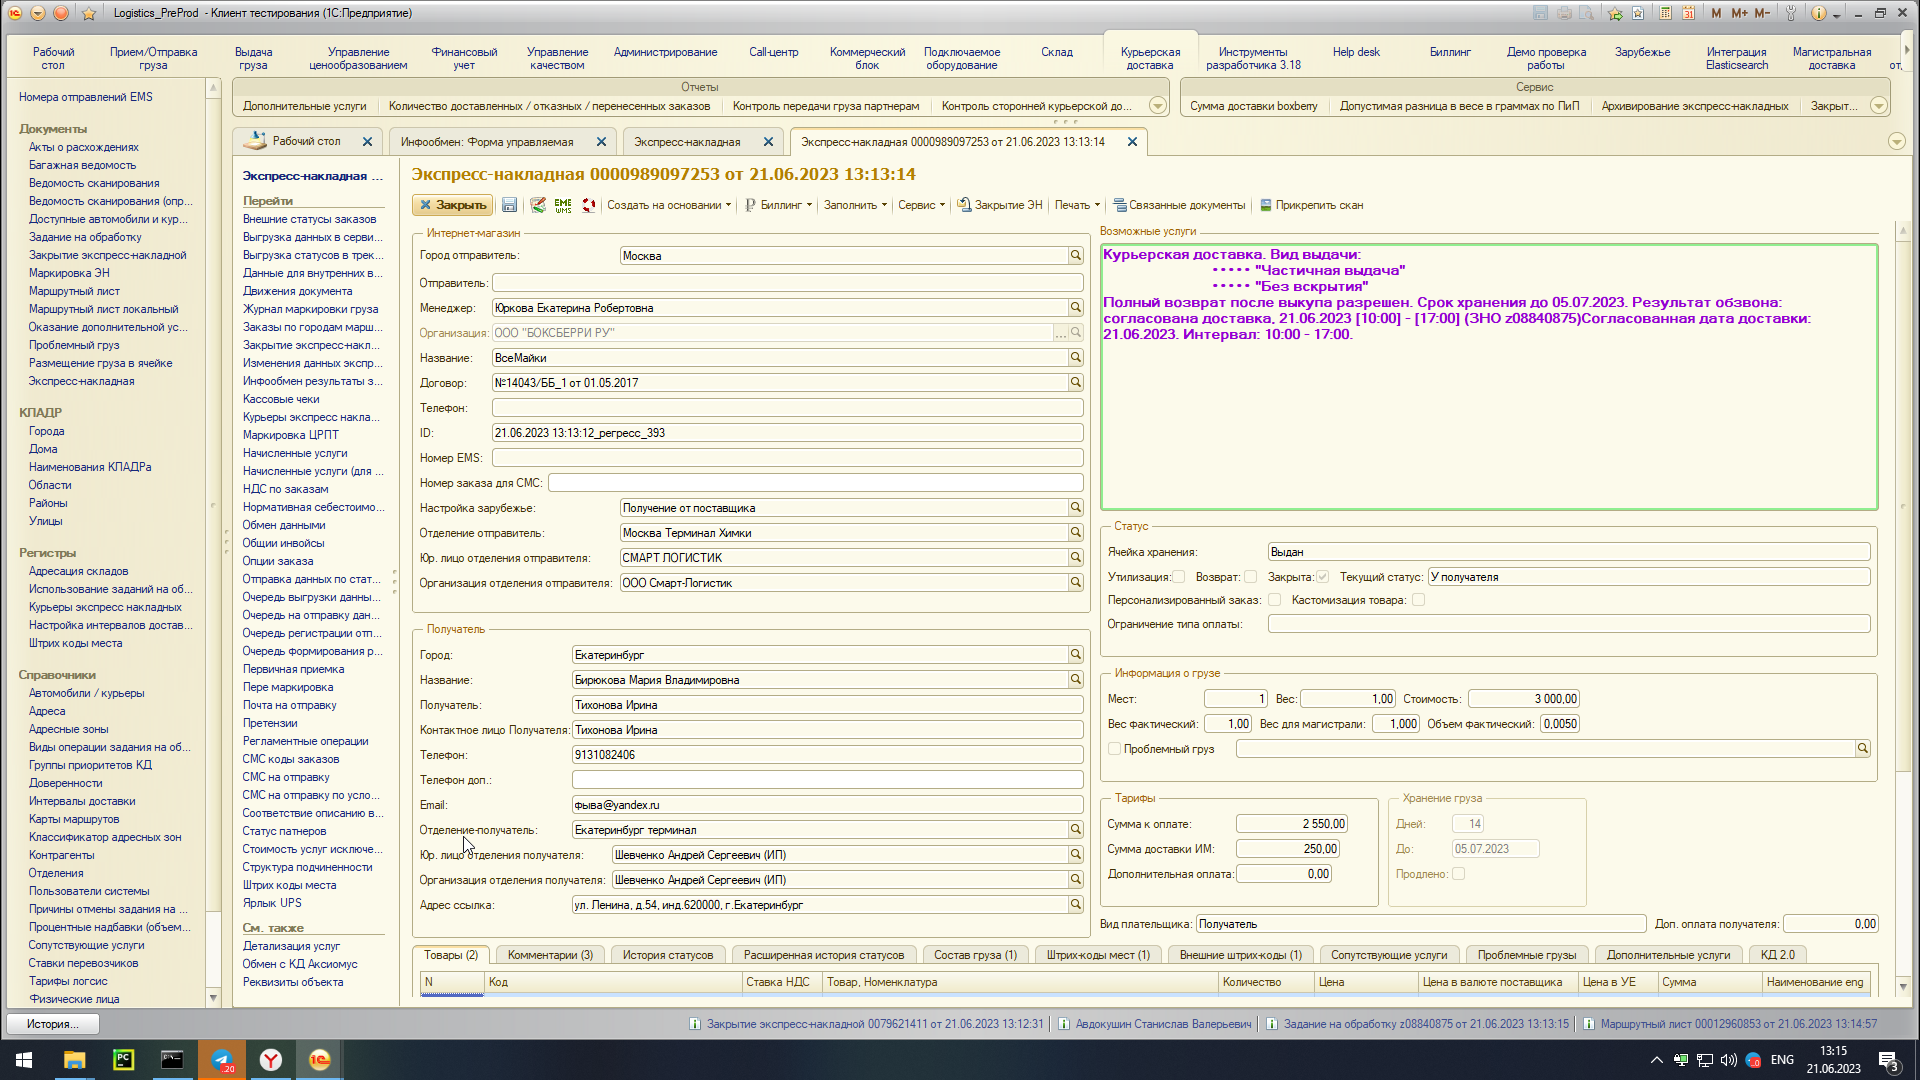 Logistics_PreProd - Клиент тестирования (1С:Предприятие)
M M+ M-
Рабочий стол
Прием/Отправка груза
Выдача груза
Управление ценообразованием
Финансовый учет
Управление качеством
Администрирование
Call-центр
Коммерческий блок
Подключаемое оборудование
Склад
Курьерская доставка
Инструменты разработчика 3.18
Help desk
Биллинг
Демо проверка работы
Зарубежье
Интеграция Elasticsearch
Магистральная доставка
от.
Отчеты
Дополнительные услуги
Количество доставленных / отказных / перенесенных заказов
Контроль передачи груза партнерам
Контроль сторонней курьерской до...
Сервис
Сумма доставки boxberry
Допустимая разница в весе в граммах по ПиП
Архивирование экспресс-накладных
Закрыт...
Номера отправлений EMS
Документы
Акты о расхождениях
Багажная ведомость
Ведомость сканирования
Ведомость сканирования (опр...
Доступные автомобили и кур...
Задание на обработку
Закрытие экспресс-накладной
Маркировка ЭН
Маршрутный лист
Маршрутный лист локальный
Оказание дополнительной ус...
Проблемный груз
Размещение груза в ячейке
Экспресс-накладная
КЛАДР
Города
Дома
Наименования КЛАДРа
Области
Районы
Улицы
Регистры
Адресация складов
Использование заданий на об...
Курьеры экспресс накладных
Настройка интервалов достав...
Штрих коды места
Справочники
Автомобили / курьеры
Адреса
Адресные зоны
Виды операции задания на об...
Группы приоритетов КД
Доверенности
Интервалы доставки
Карты маршрутов
Классификатор адресных зон
Контрагенты
Отделения
Пользователи системы
Причины отмены задания на ...
Процентные надбавки (объем...
Сопутствующие услуги
Ставки перевозчиков
Тарифы логсис
Физические лица
Рабочий стол
Инфообмен: Форма управляемая
Экспресс-накладная
Экспресс-накладная 0000989097253 от 21.06.2023 13:13:14
Экспресс-накладная ...
Перейти
Внешние статусы заказов
Выгрузка данных в серви...
Выгрузка статусов в трек...
Данные для внутренних в...
Движения документа
Журнал маркировки груза
Заказы по городам марш...
Закрытие экспресс-накл...
Изменения данных экспр...
Инфообмен результаты з...
Кассовые чеки
Курьеры экспресс накла...
Маркировка ЦРПТ
Начисленные услуги
Начисленные услуги (для ...
НДС по заказам
Нормативная себестоимо...
Обмен данными
Общии инвойсы
Опции заказа
Отправка данных по стат...
Очередь выгрузки данны...
Очередь на отправку дан...
Очередь регистрации отп...
Очередь формирования р...
Первичная приемка
Пере маркировка
Почта на отправку
Претензии
Регламентные операции
СМС коды заказов
СМС на отправку
СМС на отправку по усло...
Соответствие описанию в...
Статус патнеров
Стоимость услуг исключе...
Структура подчиненности
Штрих коды места
Ярлык UPS
См. также
Детализация услуг
Обмен с КД Аксиомус
Реквизиты объекта
Экспресс-накладная 0000989097253 от 21.06.2023 13:13:14
Закрыть
EME WMS
Создать на основании
Биллинг
Заполнить
Сервис
Закрытие ЭН
Печать
Связанные документы
Прикрепить скан
Интернет-магазин
Город отправитель: Москва
Отправитель:
Менеджер: Юркова Екатерина Робертовна
Организация: ООО "БОКСБЕРРИ РУ"
Название: ВсеМайки
Договор: №14043/ББ_1 от 01.05.2017
Телефон:
ID: 21.06.2023 13:13:12_регресс_393
Номер EMS:
Номер заказа для СМС:
Настройка зарубежье: Получение от поставщика
Отделение отправитель: Москва Терминал Химки
Юр. лицо отделения отправителя: СМАРТ ЛОГИСТИК
Организация отделения отправителя: ООО Смарт-Логистик
Получатель
Город: Екатеринбург
Название: Бирюкова Мария Владимировна
Получатель: Тихонова Ирина
Контактное лицо Получателя: Тихонова Ирина
Телефон: 9131082406
Телефон доп.:
Email: фыва@yandex.ru
Отделение-получатель: Екатеринбург терминал
Юр. лицо отделения получателя: Шевченко Андрей Сергеевич (ИП)
Организация отделения получателя: Шевченко Андрей Сергеевич (ИП)
Адрес ссылка: ул. Ленина, д.54, инд.620000, г.Екатеринбург
Возможные услуги
Курьерская доставка. Вид выдачи:
• • • • • "Частичная выдача"
• • • • • "Без вскрытия"
Полный возврат после выкупа разрешен. Срок хранения до 05.07.2023. Результат обзвона:
согласована доставка, 21.06.2023 [10:00] - [17:00] (ЗНО z08840875)Согласованная дата доставки:
21.06.2023. Интервал: 10:00 - 17:00.
Статус
Ячейка хранения: Выдан
Утилизация: Возврат: Закрыта: Текущий статус: У получателя
Персонализированный заказ: Кастомизация товара:
Ограничение типа оплаты:
Информация о грузе
Мест: 1 Вес: 1,00 Стоимость: 3 000,00
Вес фактический: 1,00 Вес для магистрали: 1,000 Объем фактический: 0,0050
Проблемный груз
Тарифы
Сумма к оплате: 2 550,00
Сумма доставки ИМ: 250,00
Дополнительная оплата: 0,00
Хранение груза
Дней: 14
До: 05.07.2023
Продлено:
Вид плательщика: Получатель Доп. оплата получателя: 0,00
Товары (2)
Комментарии (3)
История статусов
Расширенная история статусов
Состав груза (1)
Штрих-коды мест (1)
Внешние штрих-коды (1)
Сопутствующие услуги
Проблемные грузы
Дополнительные услуги
КД 2.0
N Код Ставка НДС Товар, Номенклатура Количество Цена Цена в валюте поставщика Цена в УЕ Сумма Наименование eng
История...
Закрытие экспресс-накладной 0079621411 от 21.06.2023 13:12:31
Авдокушин Станислав Валерьевич
Задание на обработку z08840875 от 21.06.2023 13:13:15
Маршрутный лист 00012960853 от 21.06.2023 13:14:57
PC
20
Y
1С
ENG
13:15
21.06.2023
3